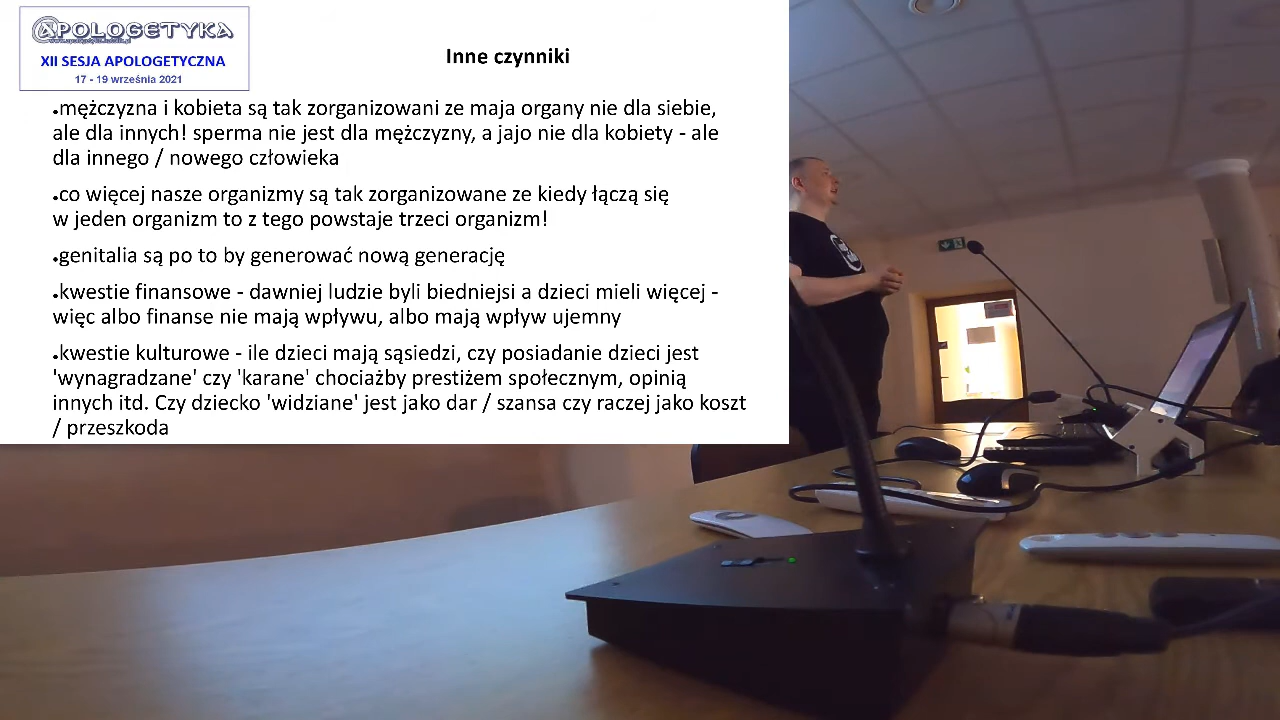 @POLOGETYKA
XII SESJA APOLOGETYCZNA
17 - 19 września 2021
Inne czynniki
•mężczyzna i kobieta są tak zorganizowani ze maja organy nie dla siebie,
ale dla innych! sperma nie jest dla mężczyzny, a jajo nie dla kobiety - ale
dla innego / nowego człowieka
•co więcej nasze organizmy są tak zorganizowane ze kiedy łączą się
w jeden organizm to z tego powstaje trzeci organizm!
•genitalia są po to by generować nową generację
•kwestie finansowe - dawniej ludzie byli biedniejsi a dzieci mieli więcej -
więc albo finanse nie mają wpływu, albo mają wpływ ujemny
•kwestie kulturowe - ile dzieci mają sąsiedzi, czy posiadanie dzieci jest
'wynagradzane' czy 'karane' chociażby prestiżem społecznym, opinią
innych itd. Czy dziecko 'widziane' jest jako dar / szansa czy raczej jako koszt
/ przeszkoda